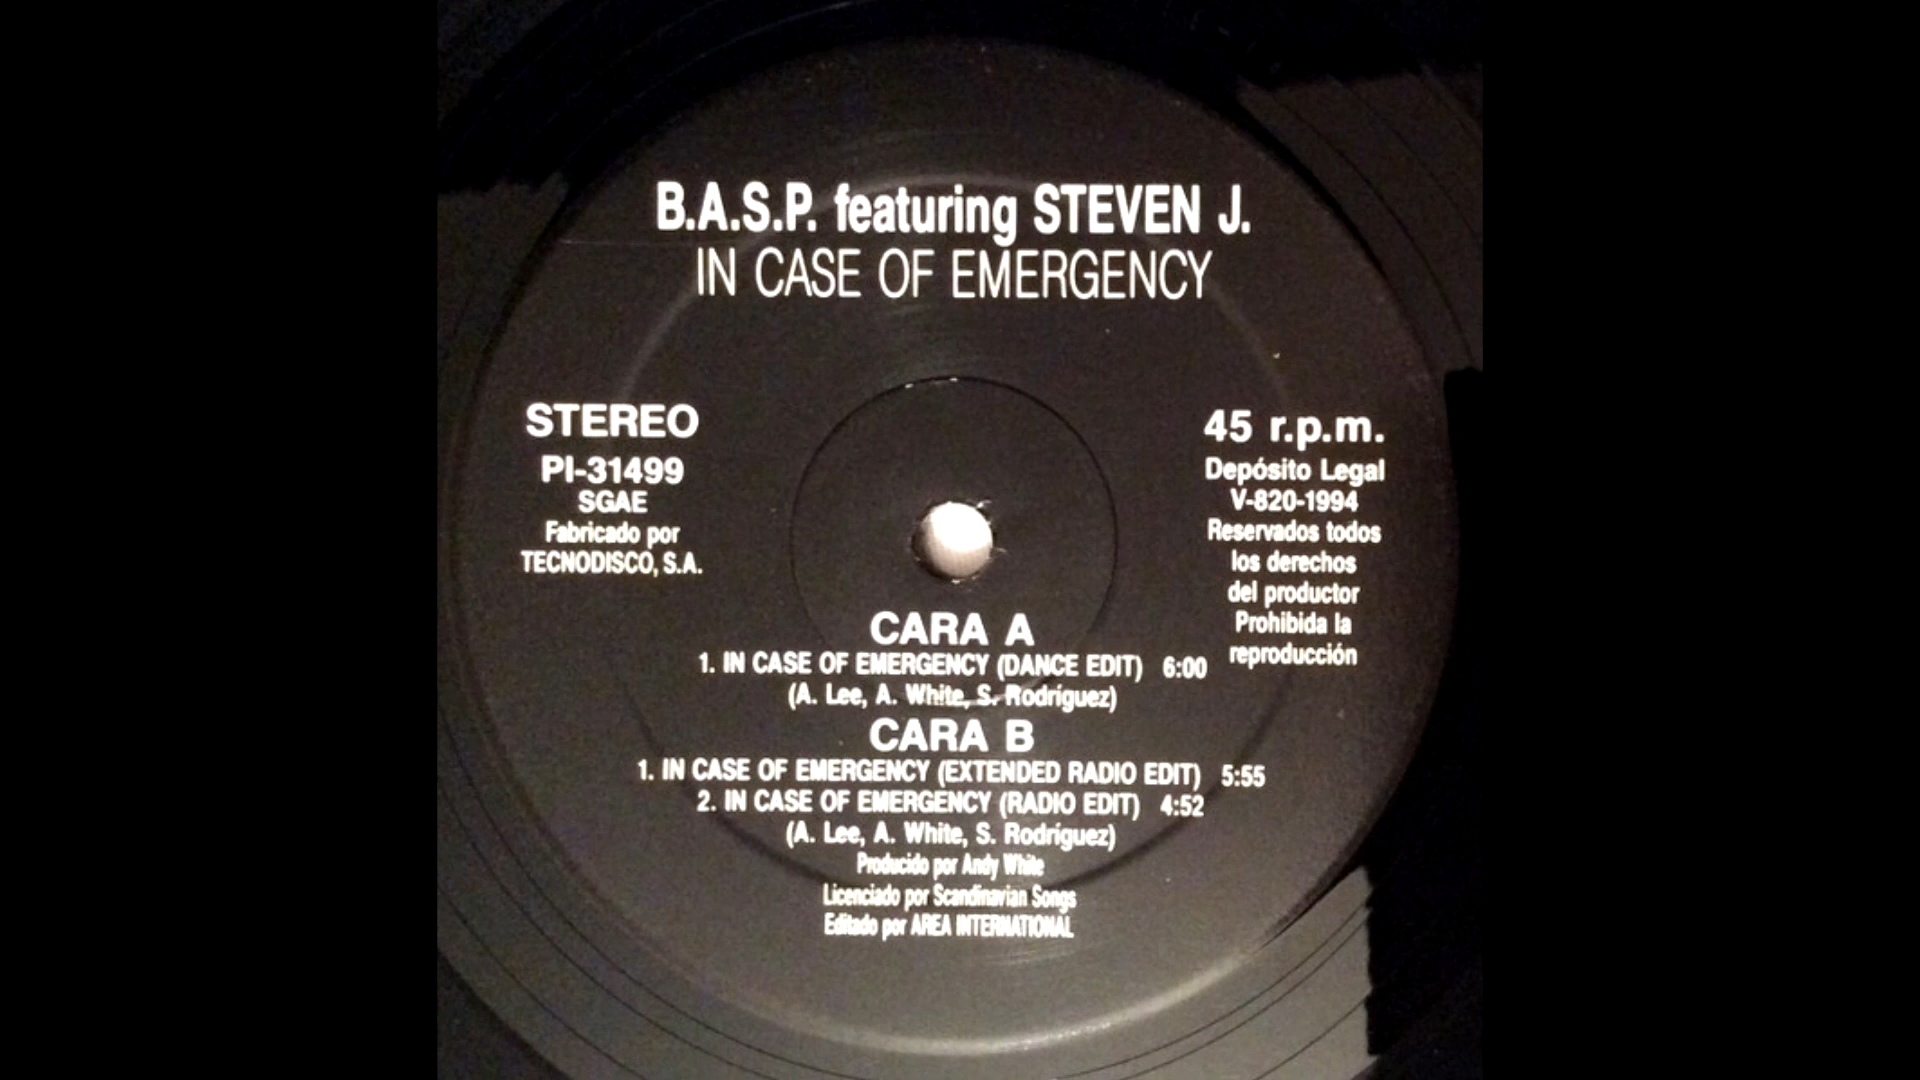 B.A.S.P. featuring STEVEN J.
IN CASE OF EMERGENCY
STEREO
PI-31499
SGAE
Fabricado por
TECNODISCO, S.A.
45 r.p.m.
Depósito Legal
V-820-1994
Reservados todos
los derechos
del productor
Prohibida la
reproducción
CARA A
1. IN CASE OF EMERGENCY (DANCE EDIT) 6:00
(A. Lee, A. White, S. Rodríguez)
CARA B
1. IN CASE OF EMERGENCY (EXTENDED RADIO EDIT) 5:55
2. IN CASE OF EMERGENCY (RADIO EDIT) 4:52
(A. Lee, A. White, S. Rodríguez)
Producido por Andy White
Licenciado por Scandinavian Songs
Editado por AREA INTERNATIONAL